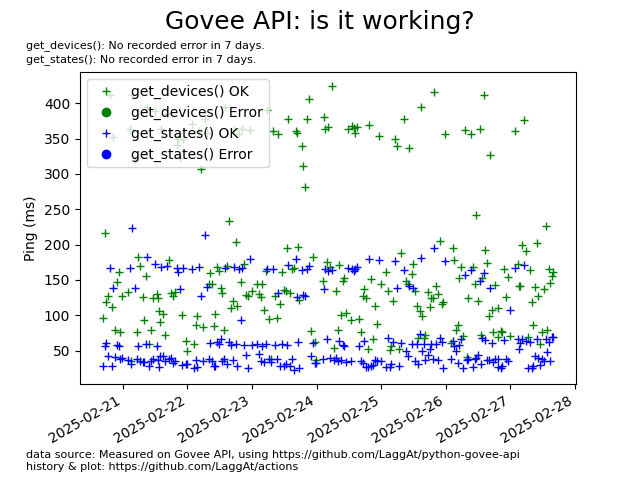 Govee API: is it working?
get_devices(): No recorded error in 7 days.
get_states(): No recorded error in 7 days.
get_devices() OK
get_devices() Error
get_states() OK
get_states() Error
Ping (ms)
400
350
300
250
200
150
100
50
2025-02-21
2025-02-22
2025-02-23
2025-02-24
2025-02-25
2025-02-26
2025-02-27
2025-02-28
data source: Measured on Govee API, using https://github.com/LaggAt/python-govee-api
history & plot: https://github.com/LaggAt/actions